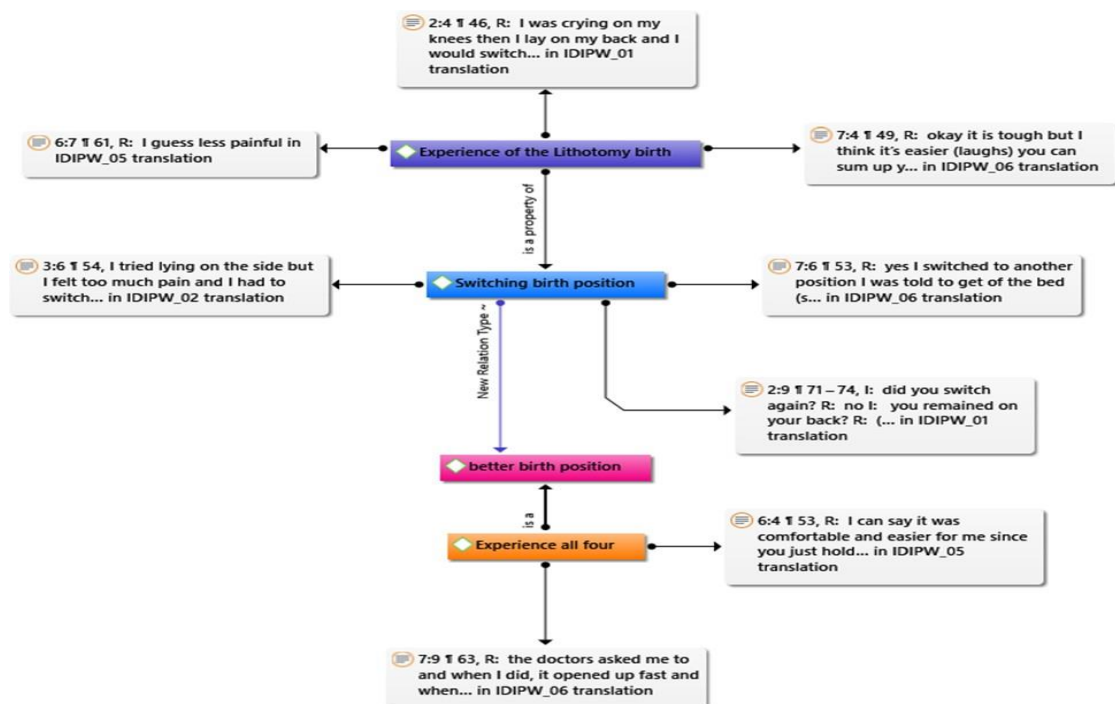 2:4 ¶ 46, R: I was crying on my
knees then I lay on my back and I
would switch... in IDIPW_01
translation
6:7 ¶ 61, R: I guess less painful in
IDIPW_05 translation
Experience of the Lithotomy birth
7:4 ¶ 49, R: okay it is tough but I
think it's easier (laughs) you can
sum up y... in IDIPW_06 translation
is a property of
3:6 ¶ 54, I tried lying on the side but
I felt too much pain and I had to
switch... in IDIPW_02 translation
Switching birth position
7:6 ¶ 53, R: yes I switched to another
position I was told to get of the bed
(s... in IDIPW_06 translation
New Relation Type ~
2:9 ¶ 71 – 74, I: did you switch
again? R: no I: you remained on
your back? R: (... in IDIPW_01
translation
better birth position
is a
Experience all four
6:4 ¶ 53, R: I can say it was
comfortable and easier for me since
you just hold... in IDIPW_05
translation
7:9 ¶ 63, R: the doctors asked me to
and when I did, it opened up fast and
when... in IDIPW_06 translation